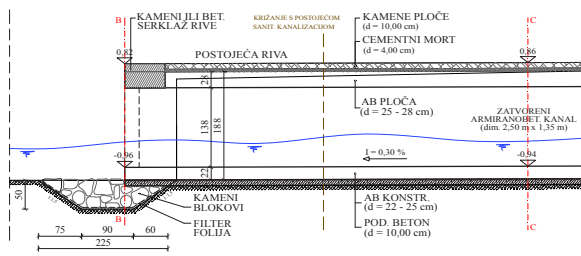 B
KAMENI,ILI BET.
SERKLAŽ RIVE
KRIŽANJE S POSTOJEĆOM
SANIT. KANALIZACIJOM
KAMENE PLOČE
(d = 10,00 cm)
C
CEMENTNI MORT
(d = 4,00 cm)
POSTOJEĆA RIVA
0,82
0,86
28
AB PLOČA
(d = 25 - 28 cm)
ZATVORENI
ARMIRANOBET. KANAL
(dim. 2,50 m x 1,35 m)
138
188
-0,96
I = 0,30 %
-0,94
22
50
KAMENI
BLOKOVI
AB KONSTR.
(d = 22 - 25 cm)
FILTER
FOLIJA
POD. BETON
(d = 10,00 cm)
B
C
75
90
60
225